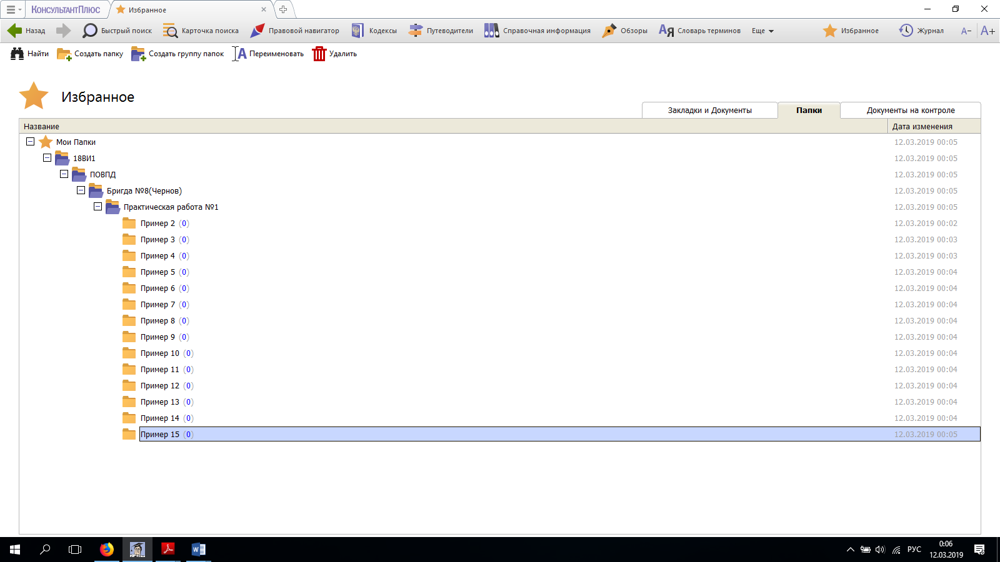 КонсультантПлюс Избранное
Назад Быстрый поиск Карточка поиска Правовой навигатор Кодексы Путеводители Справочная информация Обзоры Словарь терминов Еще Избранное Журнал А- А+
Найти Создать папку Создать группу папок Переименовать Удалить
Избранное
Закладки и Документы Папки Документы на контроле
Название Дата изменения
Мои Папки 12.03.2019 00:05
18ВИ1 12.03.2019 00:05
ПОВПД 12.03.2019 00:05
Бригда №8(Чернов) 12.03.2019 00:05
Практическая работа №1 12.03.2019 00:05
Пример 2 (0) 12.03.2019 00:02
Пример 3 (0) 12.03.2019 00:03
Пример 4 (0) 12.03.2019 00:03
Пример 5 (0) 12.03.2019 00:04
Пример 6 (0) 12.03.2019 00:04
Пример 7 (0) 12.03.2019 00:04
Пример 8 (0) 12.03.2019 00:04
Пример 9 (0) 12.03.2019 00:04
Пример 10 (0) 12.03.2019 00:04
Пример 11 (0) 12.03.2019 00:04
Пример 12 (0) 12.03.2019 00:04
Пример 13 (0) 12.03.2019 00:04
Пример 14 (0) 12.03.2019 00:04
Пример 15 (0) 12.03.2019 00:05
РУС 0:06
12.03.2019